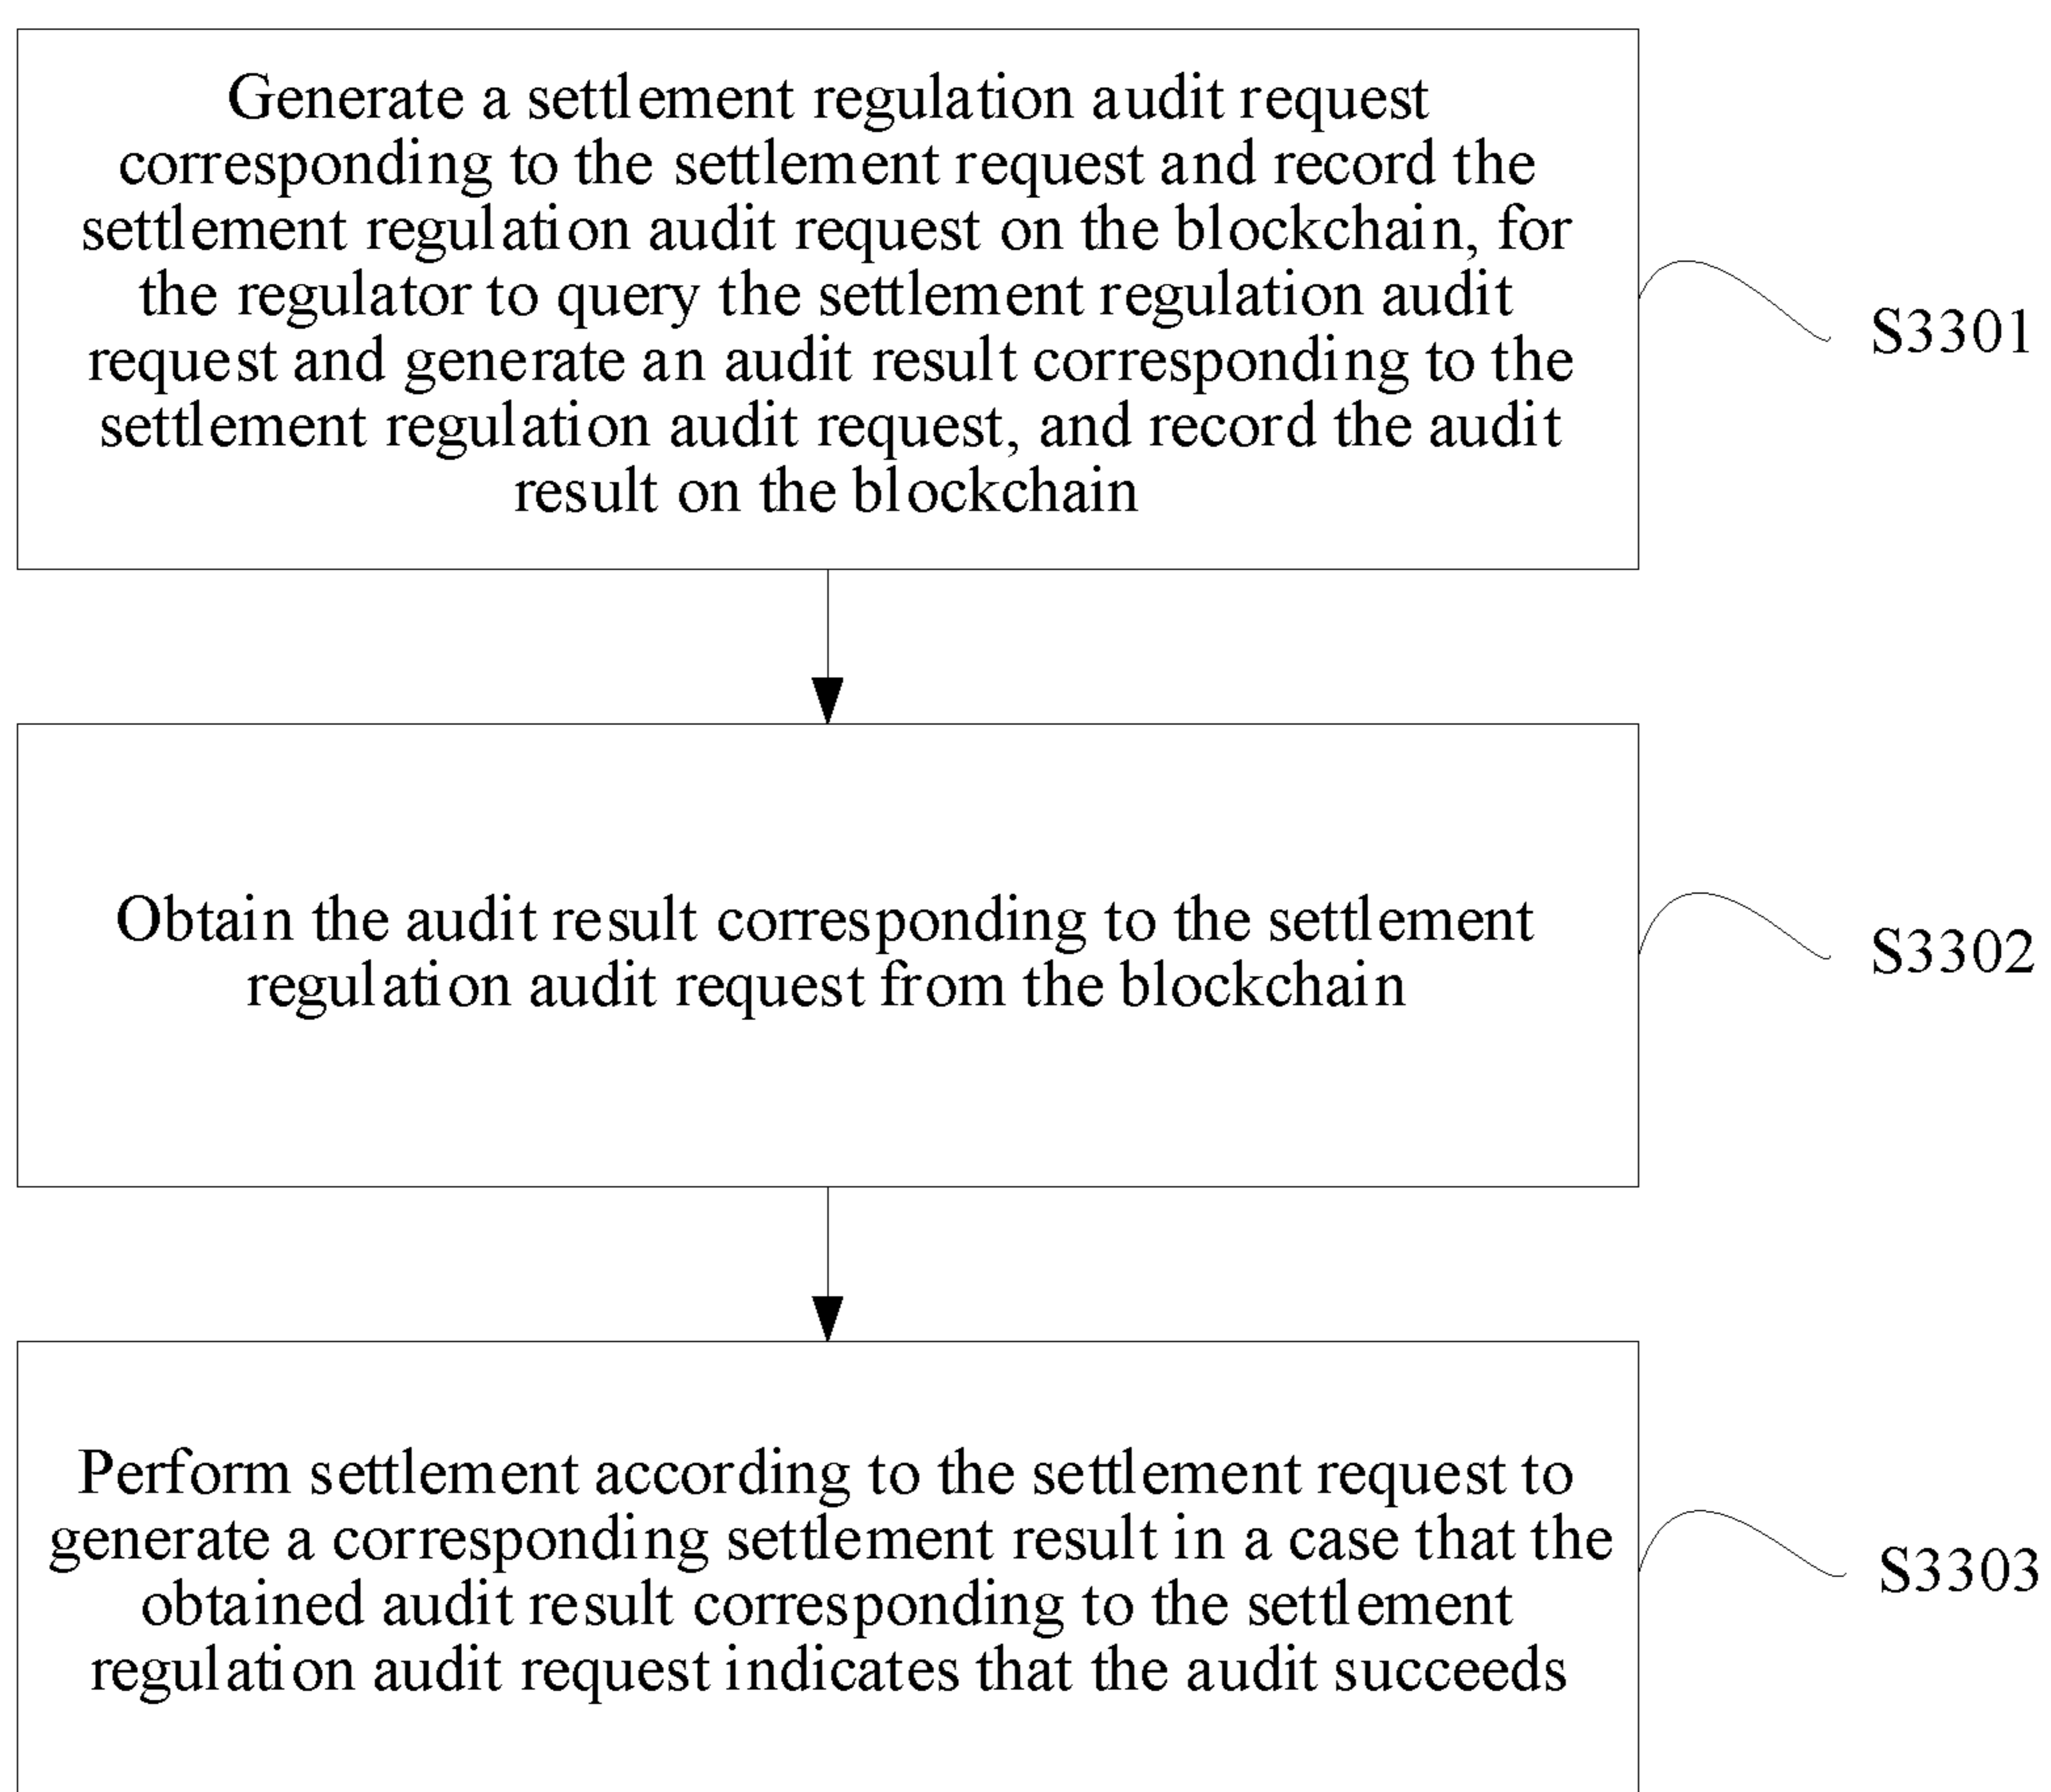 Generate a settlement regulation audit request
corresponding to the settlement request and record the
settlement regulation audit request on the blockchain, for
the regulator to query the settlement regulation audit
request and generate an audit result corresponding to the
settlement regulation audit request, and record the audit
result on the blockchain
S3301
Obtain the audit result corresponding to the settlement
regulation audit request from the blockchain
S3302
Perform settlement according to the settlement request to
generate a corresponding settlement result in a case that the
obtained audit result corresponding to the settlement
regulation audit request indicates that the audit succeeds
S3303